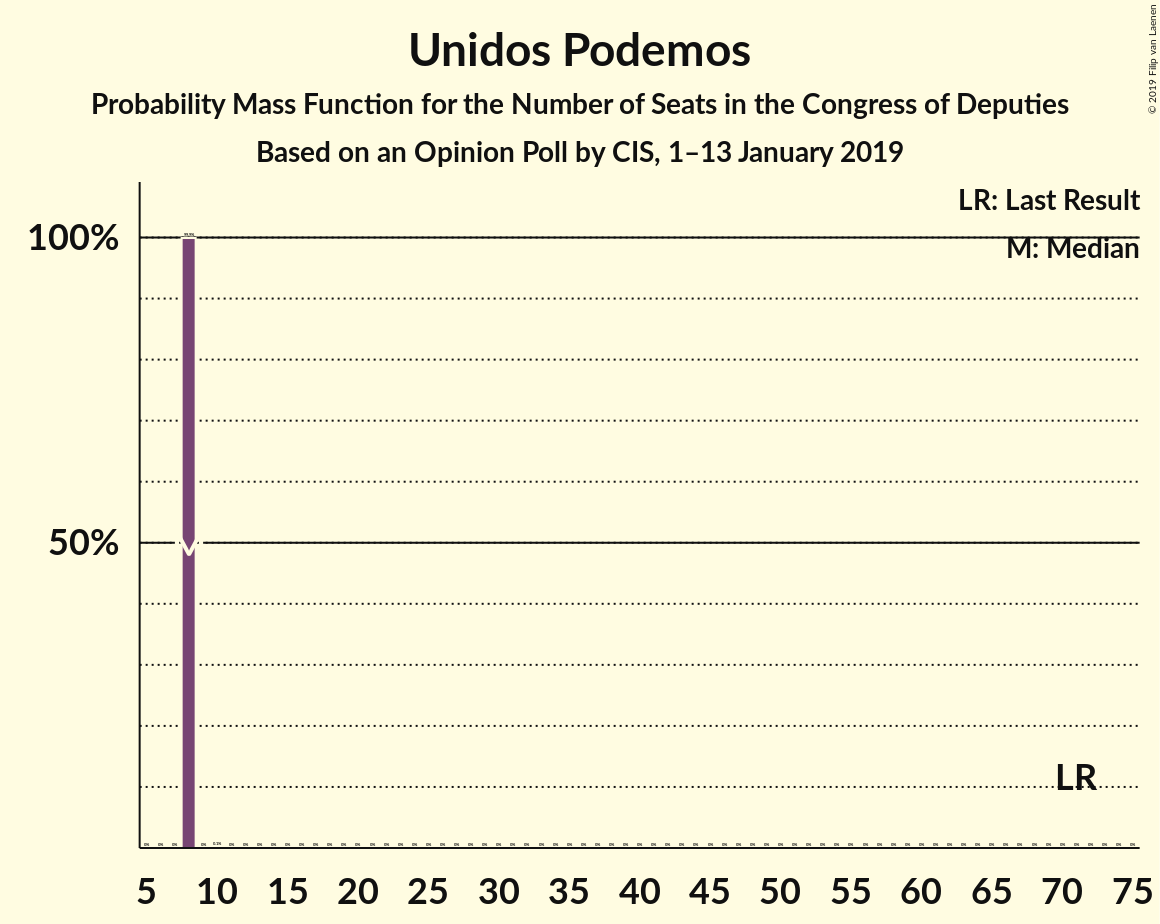 Unidos Podemos
Probability Mass Function for the Number of Seats in the Congress of Deputies
Based on an Opinion Poll by CIS, 1–13 January 2019
© 2019 Filip van Laenen
LR: Last Result
M: Median
100%
50%
LR
5 10 15 20 25 30 35 40 45 50 55 60 65 70 75